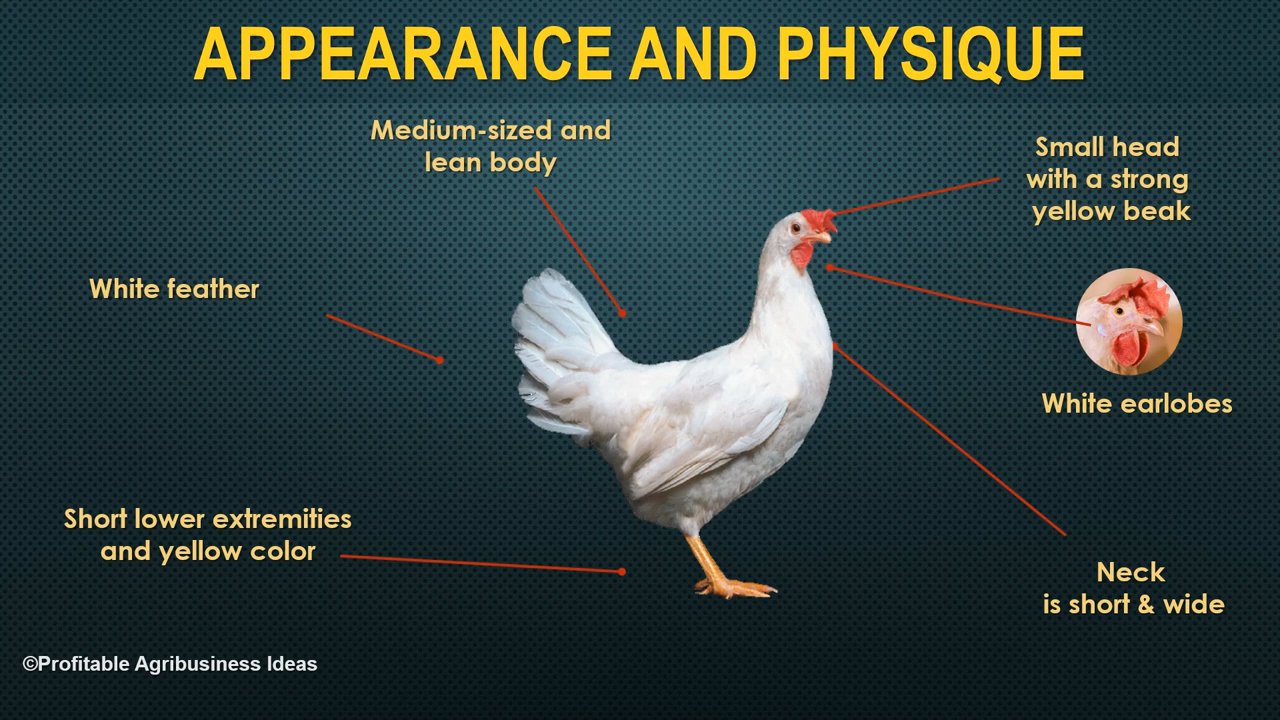 APPEARANCE AND PHYSIQUE
Medium-sized and
lean body
Small head
with a strong
yellow beak
White feather
White earlobes
Short lower extremities
and yellow color
Neck
is short & wide
©Profitable Agribusiness Ideas